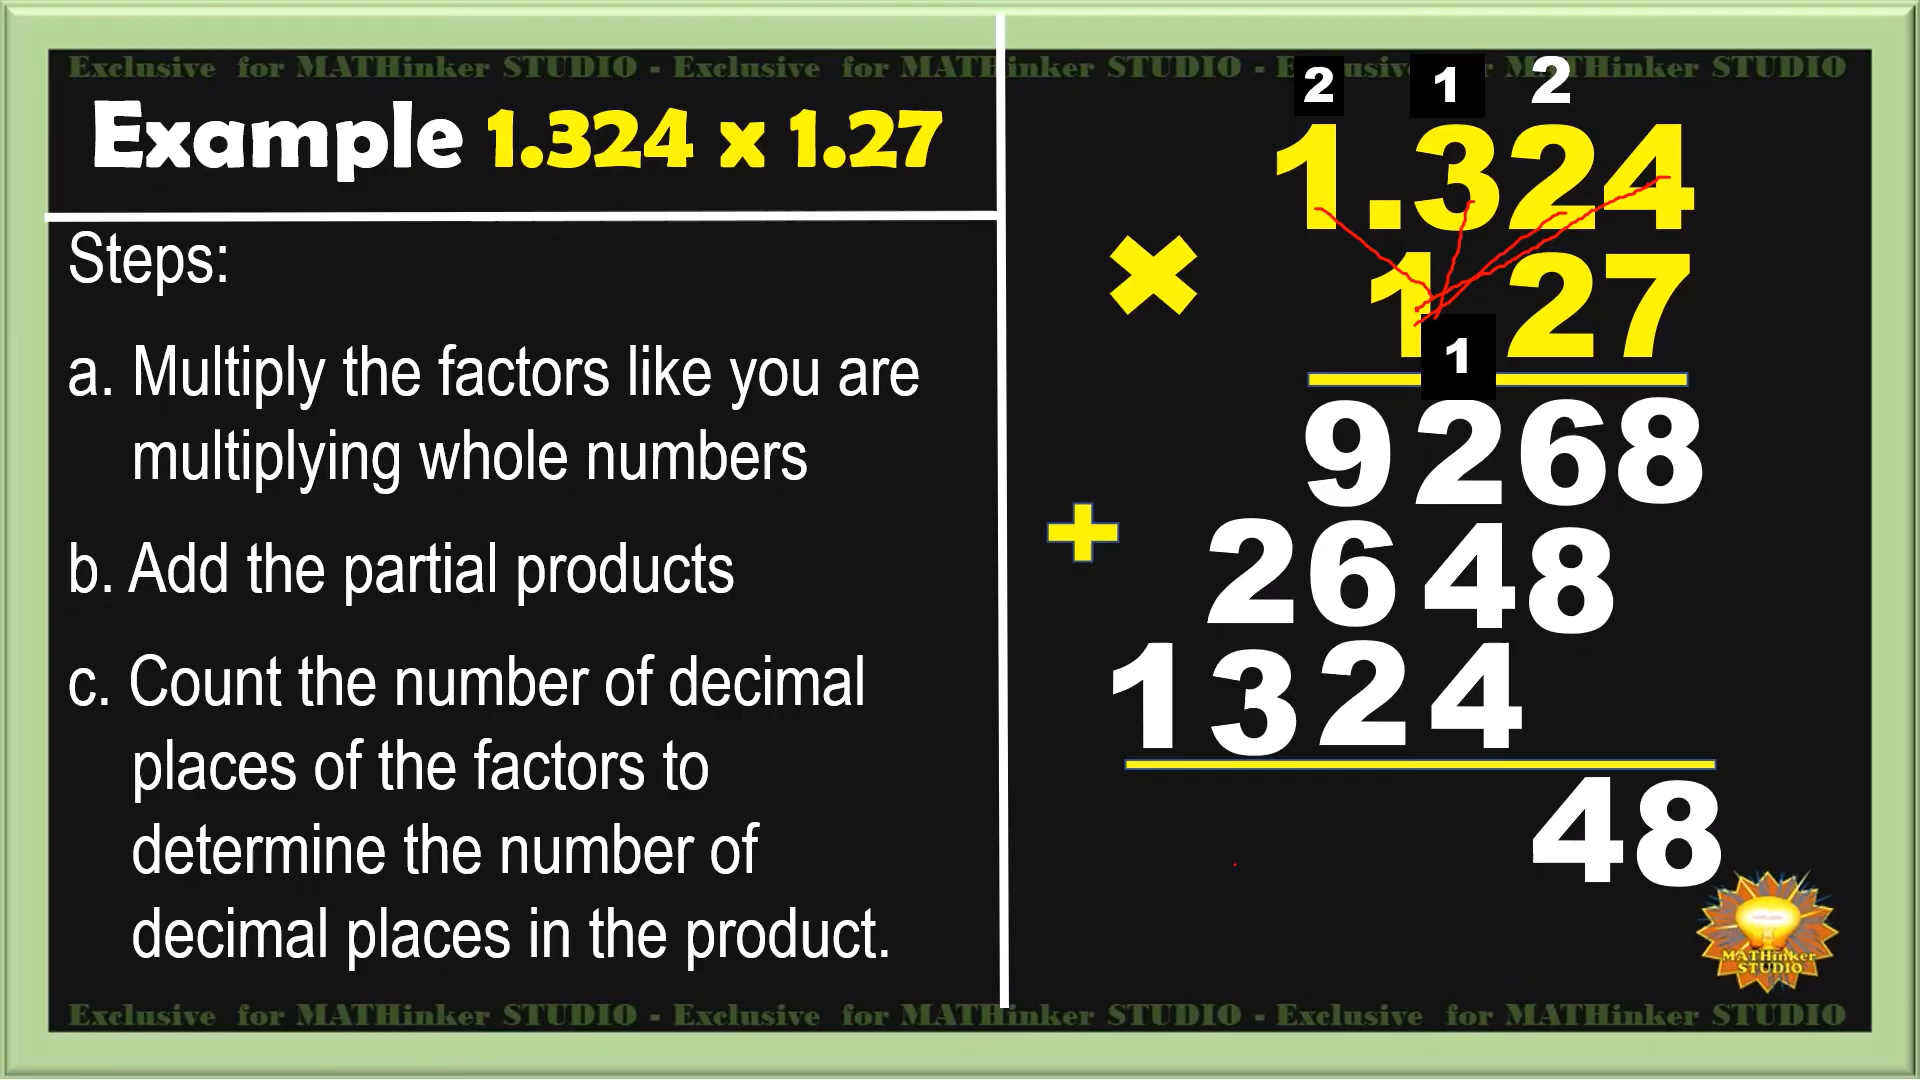 Exclusive for MATHinker STUDIO - Exclusive for MATHinker STUDIO - Exclusive for MATHinker STUDIO
Example 1.324 x 1.27
Steps:
a. Multiply the factors like you are
multiplying whole numbers
b. Add the partial products
c. Count the number of decimal
places of the factors to
determine the number of
decimal places in the product.
2 1 2
1.324
× 1 27
1
9268
+ 2648
1324
48
MATHinker
STUDIO
Exclusive for MATHinker STUDIO - Exclusive for MATHinker STUDIO - Exclusive for MATHinker STUDIO